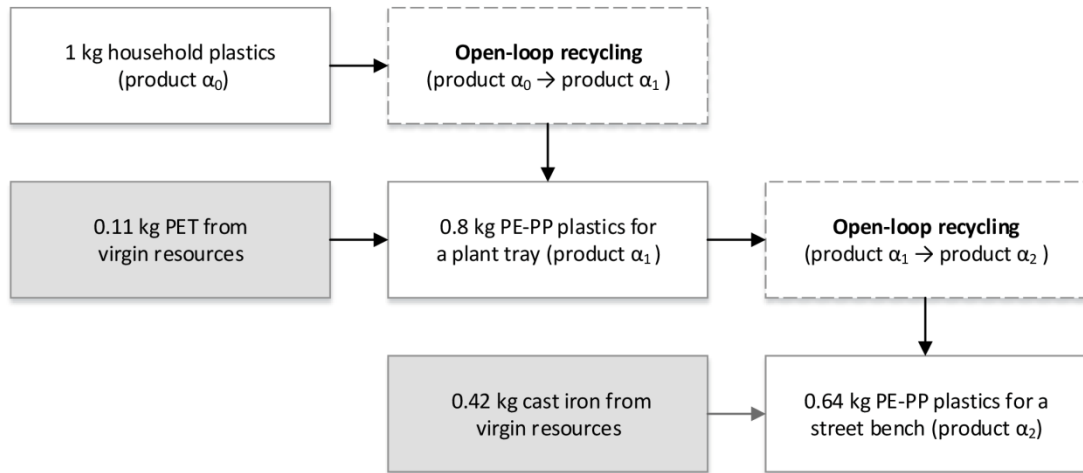 1 kg household plastics
(product α₀)
Open-loop recycling
(product α₀ → product α₁ )
0.11 kg PET from
virgin resources
0.8 kg PE-PP plastics for
a plant tray (product α₁)
Open-loop recycling
(product α₁ → product α₂ )
0.42 kg cast iron from
virgin resources
0.64 kg PE-PP plastics for a
street bench (product α₂)